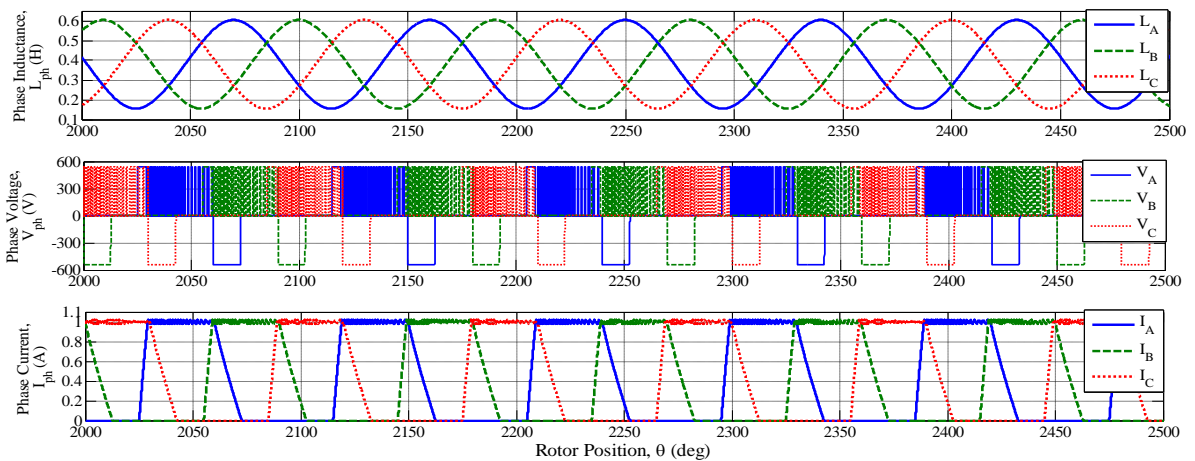 Phase Inductance,
L_ph (H)
0.6
0.5
0.4
0.3
0.2
0.1
2000 2050 2100 2150 2200 2250 2300 2350 2400 2450 2500
L_A
L_B
L_C
Phase Voltage,
V_ph (V)
600
300
0
-300
-600
2000 2050 2100 2150 2200 2250 2300 2350 2400 2450 2500
V_A
V_B
V_C
Phase Current,
I_ph (A)
1.1
1
0.8
0.6
0.4
0.2
0
2000 2050 2100 2150 2200 2250 2300 2350 2400 2450 2500
I_A
I_B
I_C
Rotor Position, θ (deg)